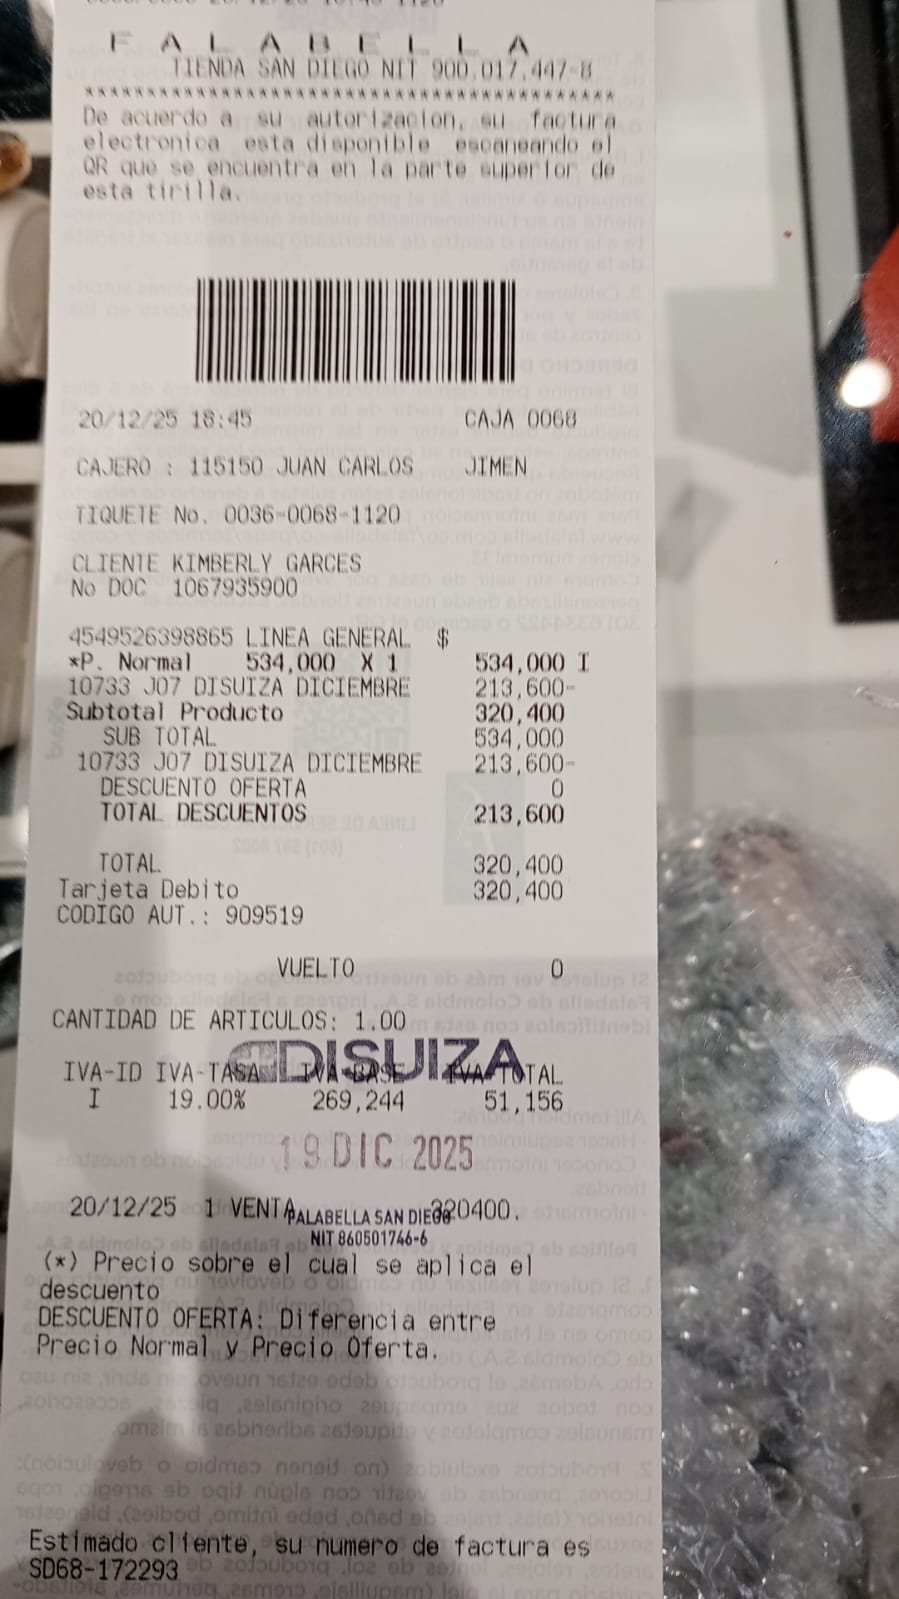 F A L A B E L L A
TIENDA SAN DIEGO NIT 900.017.447-8
******************************************
De acuerdo a su autorizacion, su factura
electronica esta disponible escaneando el
QR que se encuentra en la parte superior de
esta tirilla.
20/12/25 16:45 CAJA 0068
CAJERO : 115150 JUAN CARLOS JIMEN
TIQUETE No. 0036-0068-1120
CLIENTE KIMBERLY GARCES
No DOC 1067935900
4549526398865 LINEA GENERAL $
*P. Normal 534,000 X 1 534,000 I
10733 J07 DISUIZA DICIEMBRE 213,600-
Subtotal Producto 320,400
SUB TOTAL 534,000
10733 J07 DISUIZA DICIEMBRE 213,600-
DESCUENTO OFERTA 0
TOTAL DESCUENTOS 213,600
TOTAL 320,400
Tarjeta Debito 320,400
CODIGO AUT.: 909519
VUELTO 0
CANTIDAD DE ARTICULOS: 1.00
DISUIZA
IVA-ID IVA-TASA IVA-BASE IVA-TOTAL
I 19.00% 269,244 51,156
19 DIC 2025
20/12/25 1 VENTA 320400.
FALABELLA SAN DIEGO
NIT 860501746-6
(*) Precio sobre el cual se aplica el
descuento
DESCUENTO OFERTA: Diferencia entre
Precio Normal y Precio Oferta.
Estimado cliente, su numero de factura es
SD68-172293